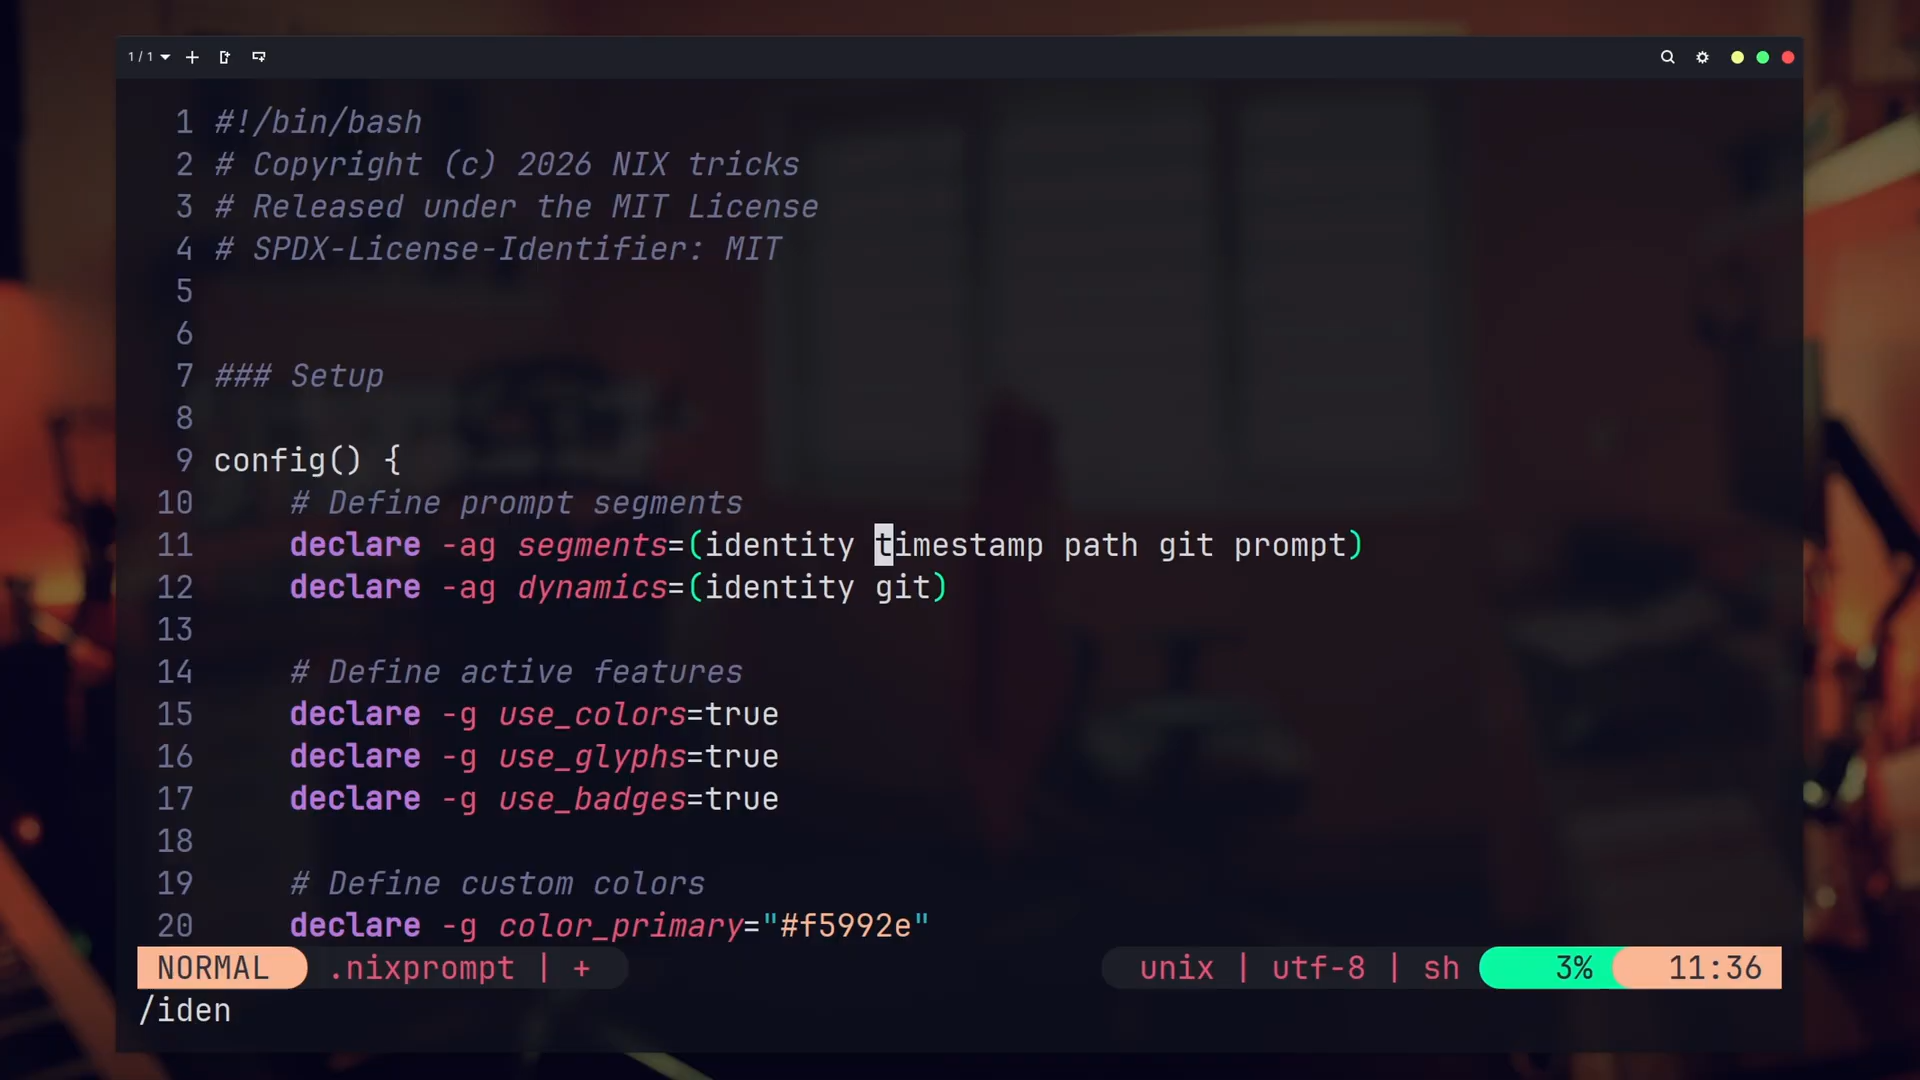 1/1
1 #!/bin/bash
2 # Copyright (c) 2026 NIX tricks
3 # Released under the MIT License
4 # SPDX-License-Identifier: MIT
5
6
7 ### Setup
8
9 config() {
10 # Define prompt segments
11 declare -ag segments=(identity timestamp path git prompt)
12 declare -ag dynamics=(identity git)
13
14 # Define active features
15 declare -g use_colors=true
16 declare -g use_glyphs=true
17 declare -g use_badges=true
18
19 # Define custom colors
20 declare -g color_primary="#f5992e"
NORMAL .nixprompt | + unix | utf-8 | sh 3% 11:36
/iden